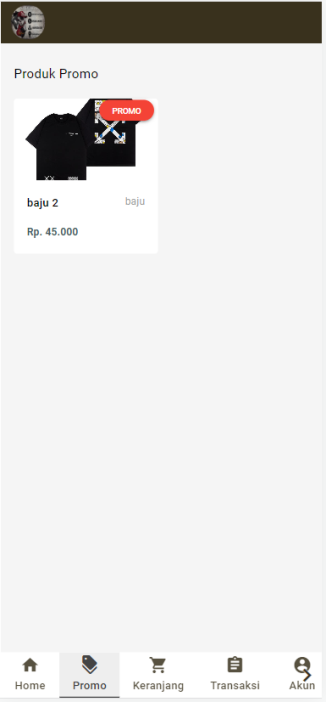 Produk Promo
PROMO
baju 2
baju
Rp. 45.000
Home
Promo
Keranjang
Transaksi
Akun